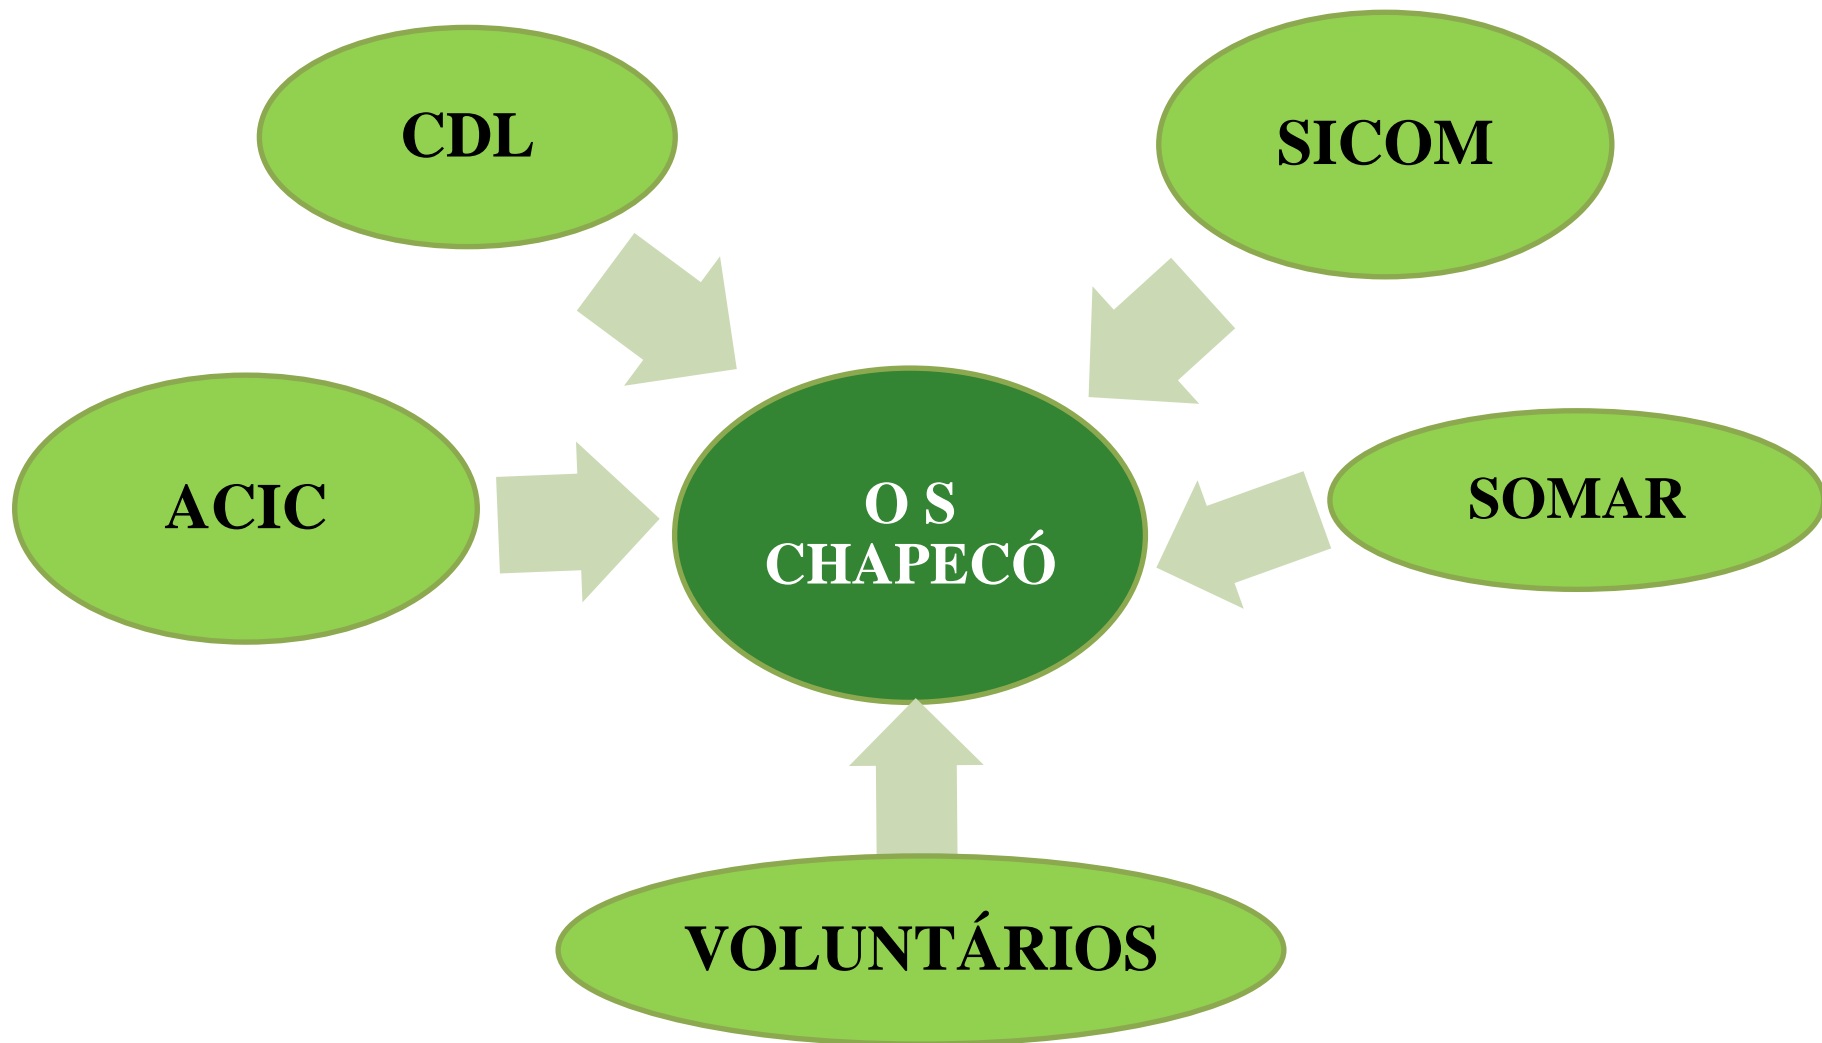 CDL
SICOM
ACIC
O S
CHAPECÓ
SOMAR
VOLUNTÁRIOS